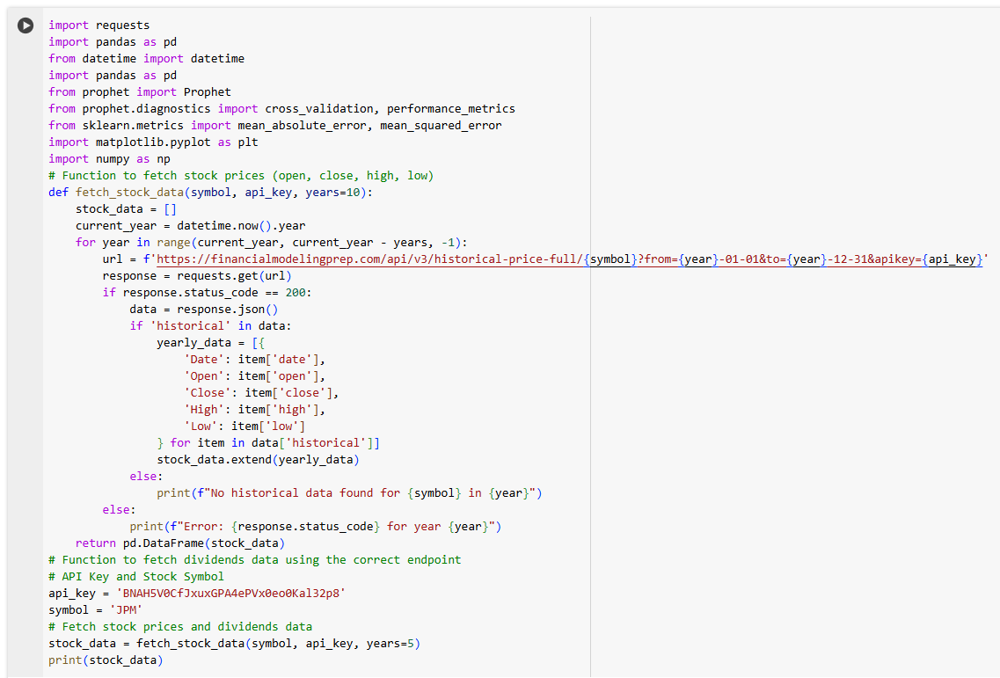 import requests
import pandas as pd
from datetime import datetime
import pandas as pd
from prophet import Prophet
from prophet.diagnostics import cross_validation, performance_metrics
from sklearn.metrics import mean_absolute_error, mean_squared_error
import matplotlib.pyplot as plt
import numpy as np
# Function to fetch stock prices (open, close, high, low)
def fetch_stock_data(symbol, api_key, years=10):
    stock_data = []
    current_year = datetime.now().year
    for year in range(current_year, current_year - years, -1):
        url = f'https://financialmodelingprep.com/api/v3/historical-price-full/{symbol}?from={year}-01-01&to={year}-12-31&apikey={api_key}'
        response = requests.get(url)
        if response.status_code == 200:
            data = response.json()
            if 'historical' in data:
                yearly_data = [{
                    'Date': item['date'],
                    'Open': item['open'],
                    'Close': item['close'],
                    'High': item['high'],
                    'Low': item['low']
                } for item in data['historical']]
                stock_data.extend(yearly_data)
            else:
                print(f"No historical data found for {symbol} in {year}")
        else:
            print(f"Error: {response.status_code} for year {year}")
    return pd.DataFrame(stock_data)
# Function to fetch dividends data using the correct endpoint
# API Key and Stock Symbol
api_key = 'BNAH5V0CfJxuxGPA4ePVx0eo0Kal32p8'
symbol = 'JPM'
# Fetch stock prices and dividends data
stock_data = fetch_stock_data(symbol, api_key, years=5)
print(stock_data)